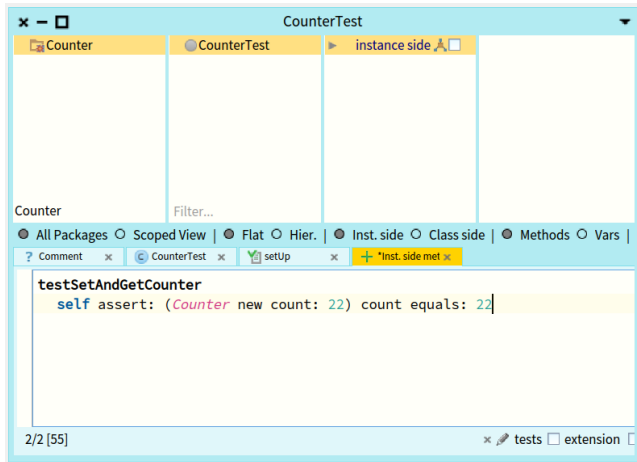 CounterTest
Counter
CounterTest
instance side
Counter
Filter...
All Packages Scoped View | Flat Hier. | Inst. side Class side | Methods Vars |
? Comment × C CounterTest × setUp × + *Inst. side met ×
testSetAndGetCounter
self assert: (Counter new count: 22) count equals: 22
2/2 [55] × tests extension